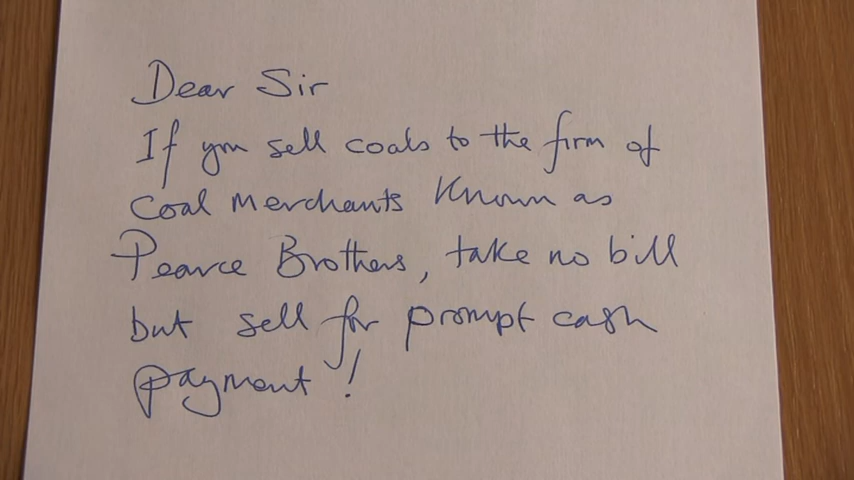 Dear Sir
If you sell coals to the firm of
Coal Merchants Known as
Pearce Brothers, take no bill
but sell for prompt cash
payment!